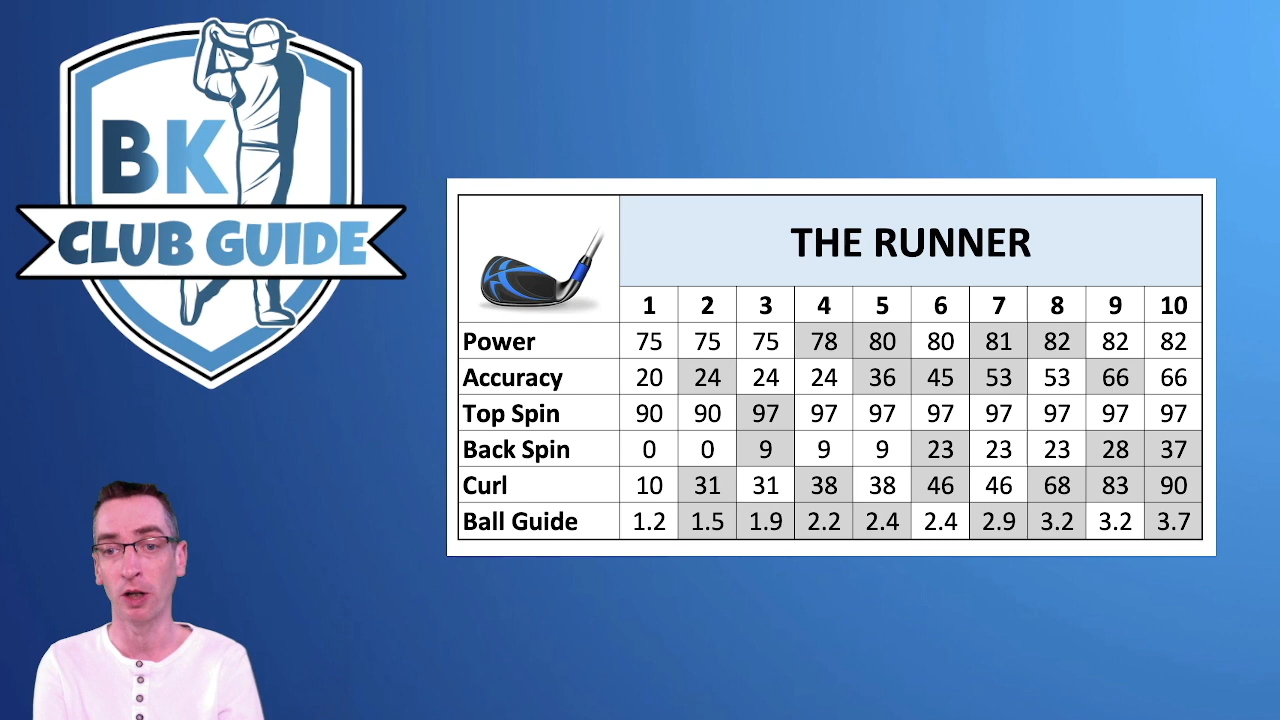 BK
CLUB GUIDE
THE RUNNER
1 2 3 4 5 6 7 8 9 10
Power 75 75 75 78 80 80 81 82 82 82
Accuracy 20 24 24 24 36 45 53 53 66 66
Top Spin 90 90 97 97 97 97 97 97 97 97
Back Spin 0 0 9 9 9 23 23 23 28 37
Curl 10 31 31 38 38 46 46 68 83 90
Ball Guide 1.2 1.5 1.9 2.2 2.4 2.4 2.9 3.2 3.2 3.7